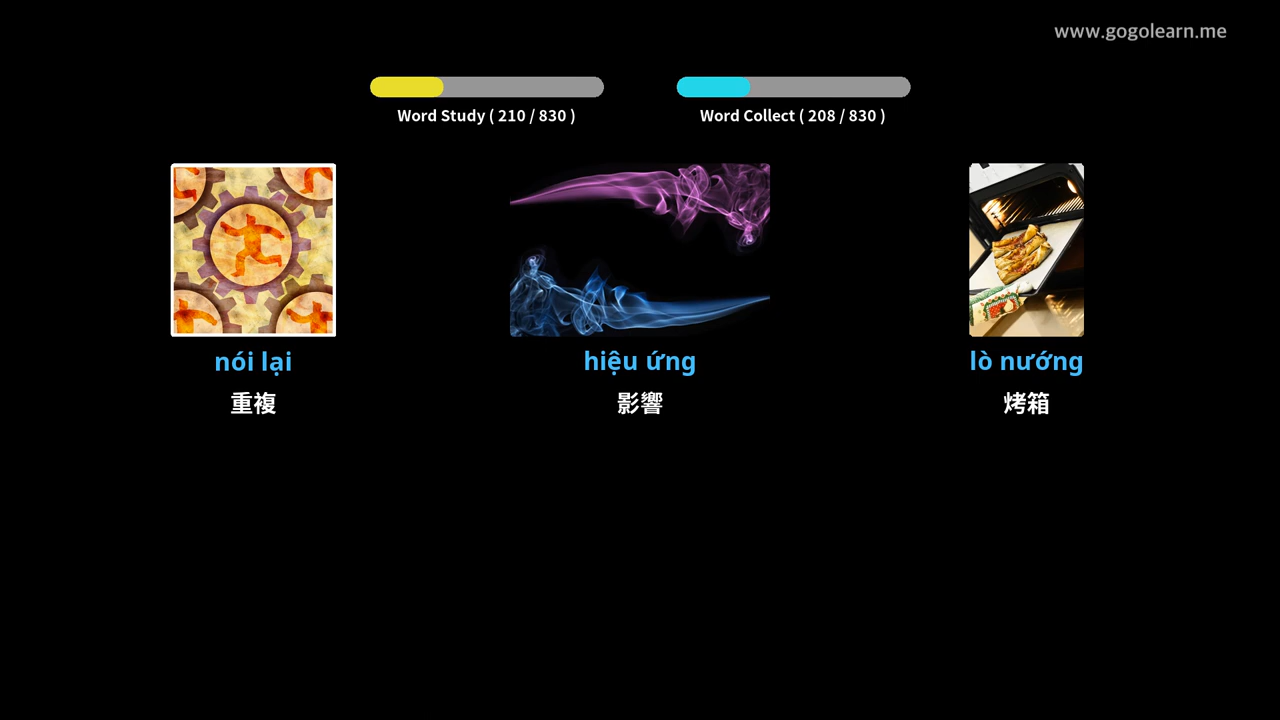 www.gogolearn.me
Word Study ( 210 / 830 )
Word Collect ( 208 / 830 )
nói lại
hiệu ứng
lò nướng
重複
影響
烤箱